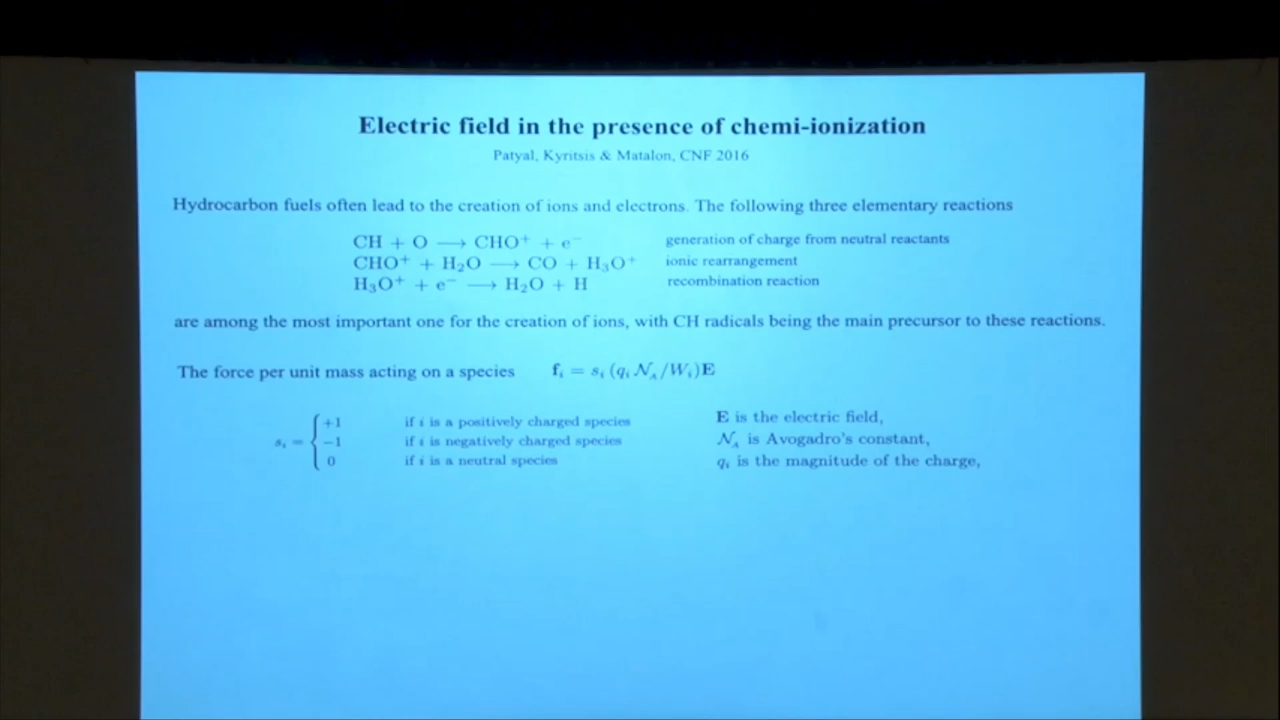 Electric field in the presence of chemi-ionization
Patyal, Kyritsis & Matalon, CNF 2016
Hydrocarbon fuels often lead to the creation of ions and electrons. The following three elementary reactions
CH + O ⟶ CHO⁺ + e⁻ generation of charge from neutral reactants
CHO⁺ + H₂O ⟶ CO + H₃O⁺ ionic rearrangement
H₃O⁺ + e⁻ ⟶ H₂O + H recombination reaction
are among the most important one for the creation of ions, with CH radicals being the main precursor to these reactions.
The force per unit mass acting on a species fᵢ = sᵢ (qᵢ 𝒩_A/Wᵢ)E
sᵢ = { +1 if i is a positively charged species
−1 if i is negatively charged species
0 if i is a neutral species
E is the electric field,
𝒩_A is Avogadro's constant,
qᵢ is the magnitude of the charge,